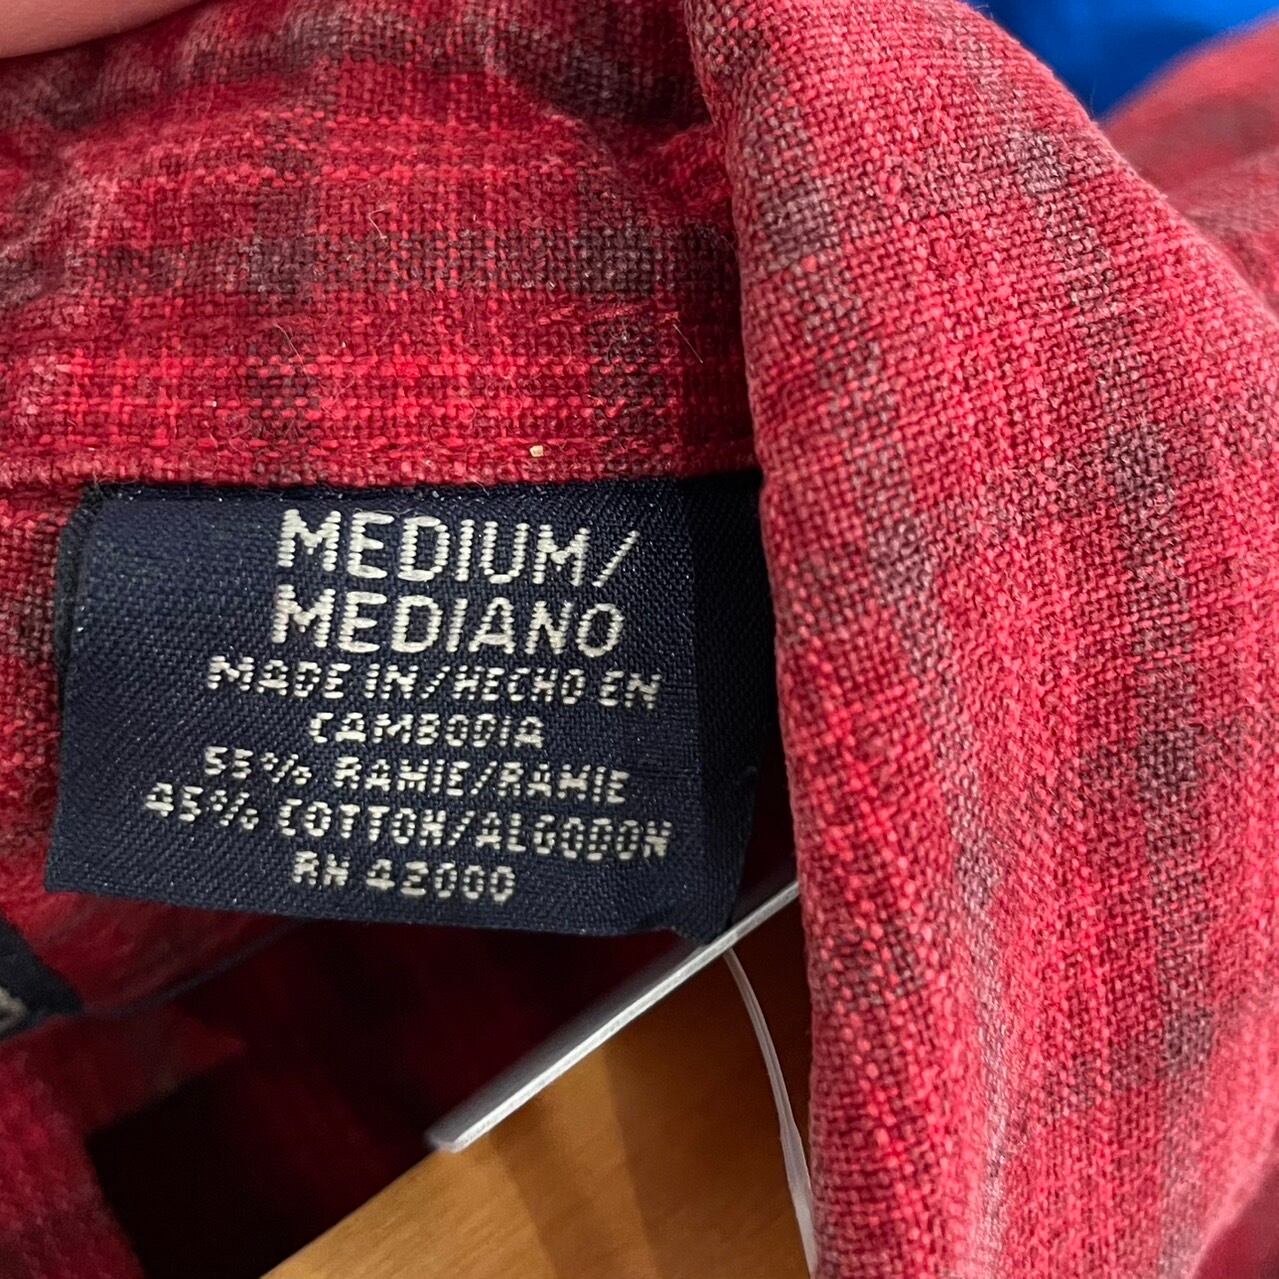 MEDIUM/
MEDIANO
MADE IN/HECHO EN
CAMBODIA
55% RAMIE/RAMIE
45% COTTON/ALGODON
RN 42000